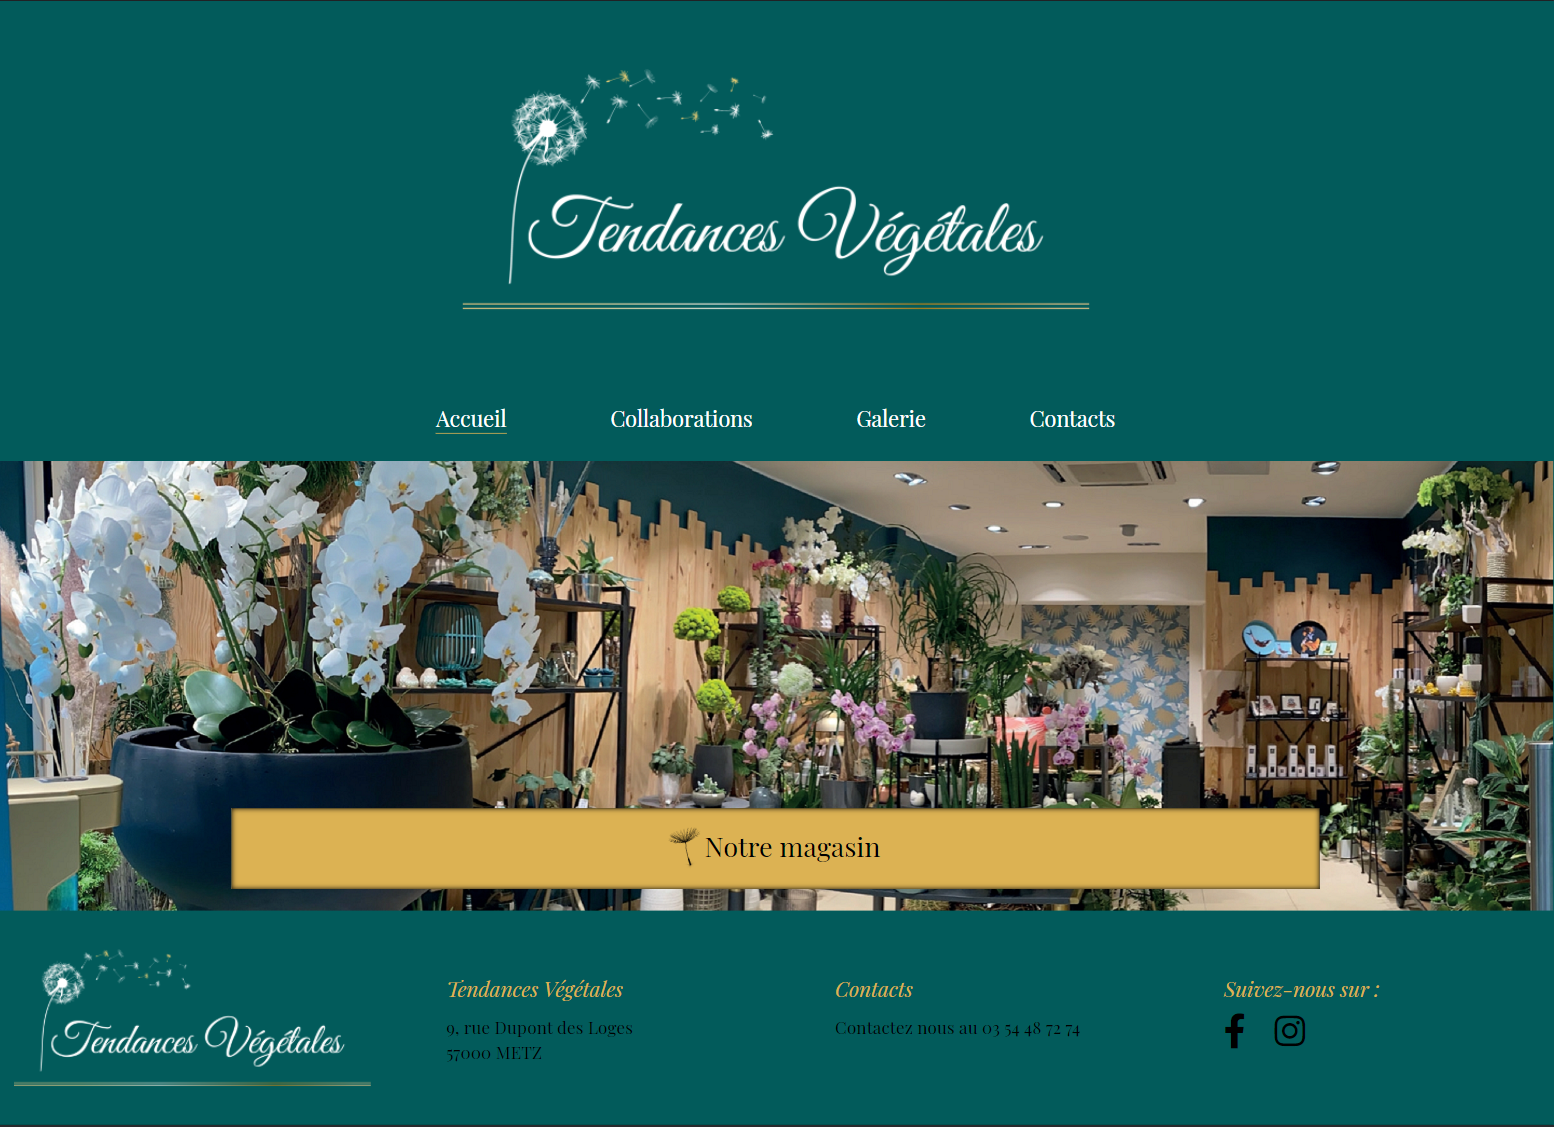 Tendances Végétales
Accueil
Collaborations
Galerie
Contacts
Notre magasin
Tendances Végétales
Tendances Végétales
9, rue Dupont des Loges
57000 METZ
Contacts
Contactez nous au 03 54 48 72 74
Suivez-nous sur :